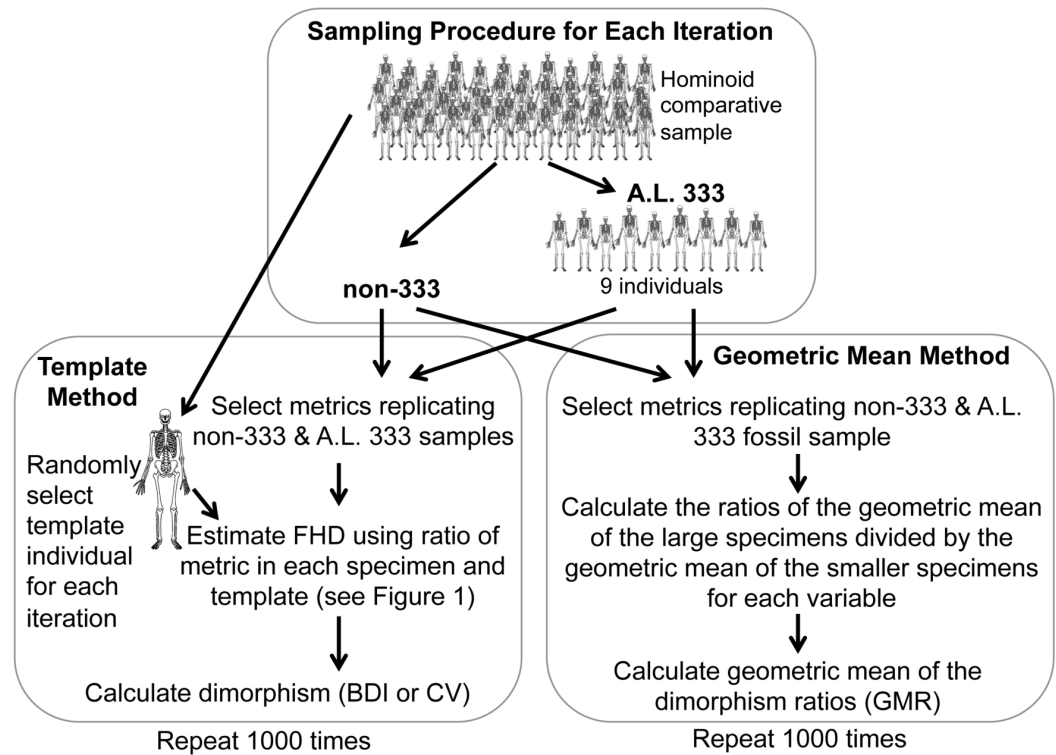 Sampling Procedure for Each Iteration
Hominoid
comparative
sample
A.L. 333
9 individuals
non-333
Template
Method
Select metrics replicating
non-333 & A.L. 333 samples
Randomly
select
template
individual
for each
iteration
Estimate FHD using ratio of
metric in each specimen and
template (see Figure 1)
Calculate dimorphism (BDI or CV)
Repeat 1000 times
Geometric Mean Method
Select metrics replicating non-333 & A.L.
333 fossil sample
Calculate the ratios of the geometric mean
of the large specimens divided by the
geometric mean of the smaller specimens
for each variable
Calculate geometric mean of the
dimorphism ratios (GMR)
Repeat 1000 times